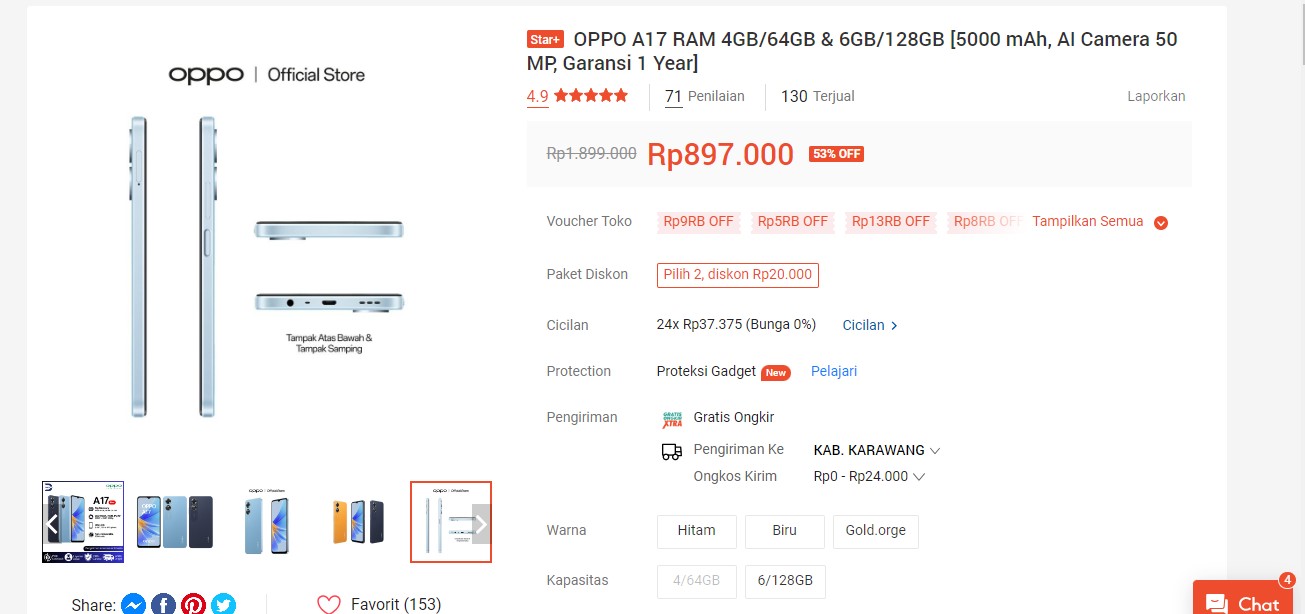 oppo | Official Store
Tampak Atas Bawah &
Tampak Samping
oppo
A17
Share:
Favorit (153)
Star+ OPPO A17 RAM 4GB/64GB & 6GB/128GB [5000 mAh, AI Camera 50
MP, Garansi 1 Year]
4.9 71 Penilaian 130 Terjual Laporkan
Rp1.899.000 Rp897.000 53% OFF
Voucher Toko Rp9RB OFF Rp5RB OFF Rp13RB OFF Rp8RB OFF Tampilkan Semua
Paket Diskon Pilih 2, diskon Rp20.000
Cicilan 24x Rp37.375 (Bunga 0%) Cicilan >
Protection Proteksi Gadget New Pelajari
Pengiriman GRATIS ONGKIR XTRA Gratis Ongkir
Pengiriman Ke KAB. KARAWANG
Ongkos Kirim Rp0 - Rp24.000
Warna Hitam Biru Gold.orge
Kapasitas 4/64GB 6/128GB
4
Chat